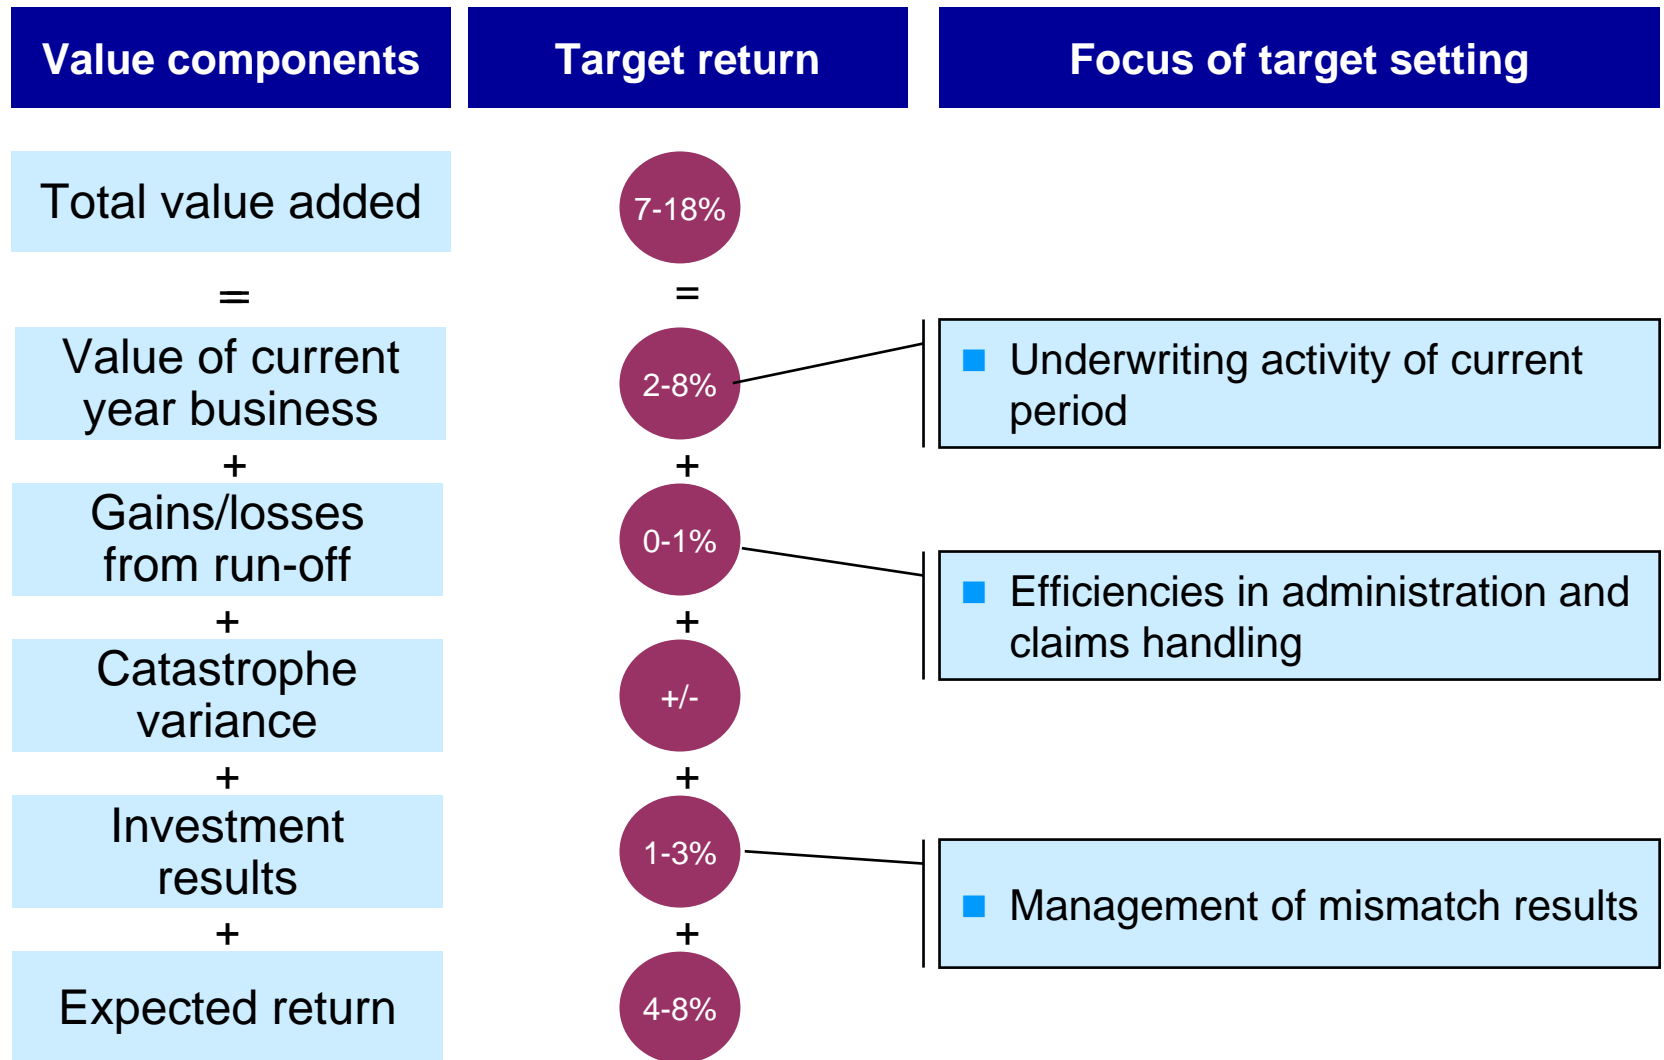 Value components
Target return
Focus of target setting
Total value added
7-18%
=
=
Value of current
year business
2-8%
■ Underwriting activity of current
period
+
+
Gains/losses
from run-off
0-1%
■ Efficiencies in administration and
claims handling
+
+
Catastrophe
variance
+/-
+
+
Investment
results
1-3%
■ Management of mismatch results
+
+
Expected return
4-8%